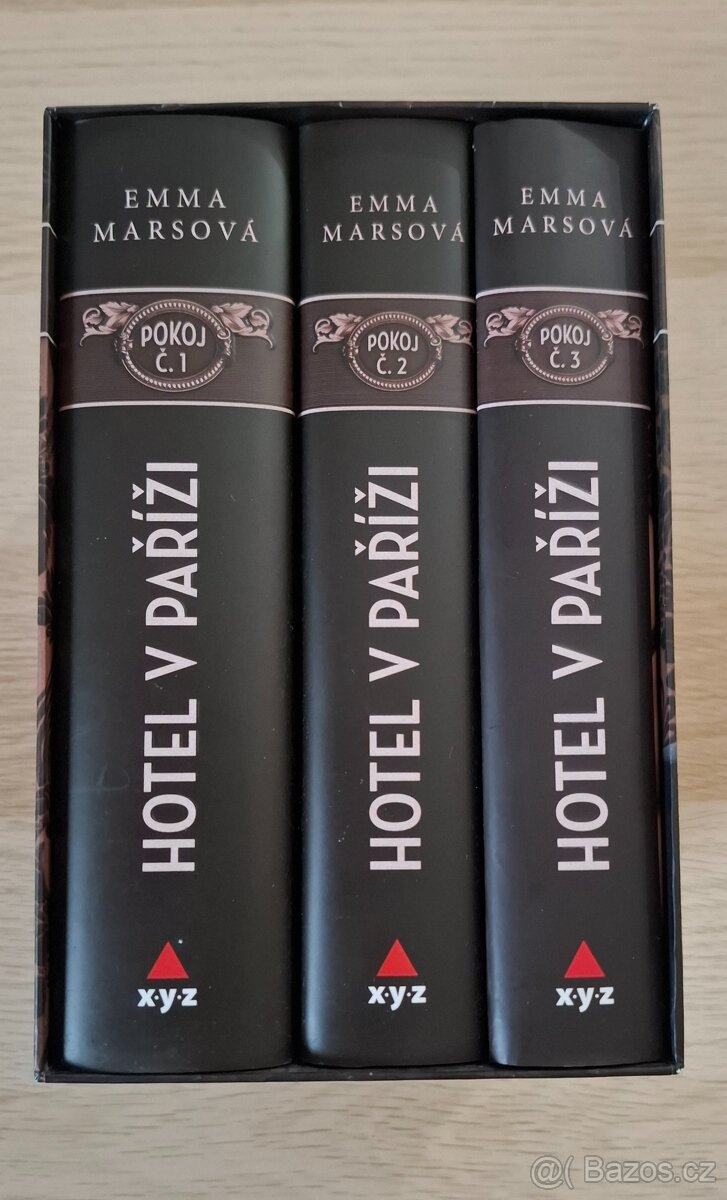 EMMA
MARSOVÁ
POKOJ
Č. 1
HOTEL V PAŘÍŽI
x·y·z
EMMA
MARSOVÁ
POKOJ
Č. 2
HOTEL V PAŘÍŽI
x·y·z
EMMA
MARSOVÁ
POKOJ
Č. 3
HOTEL V PAŘÍŽI
x·y·z
@( Bazos.cz